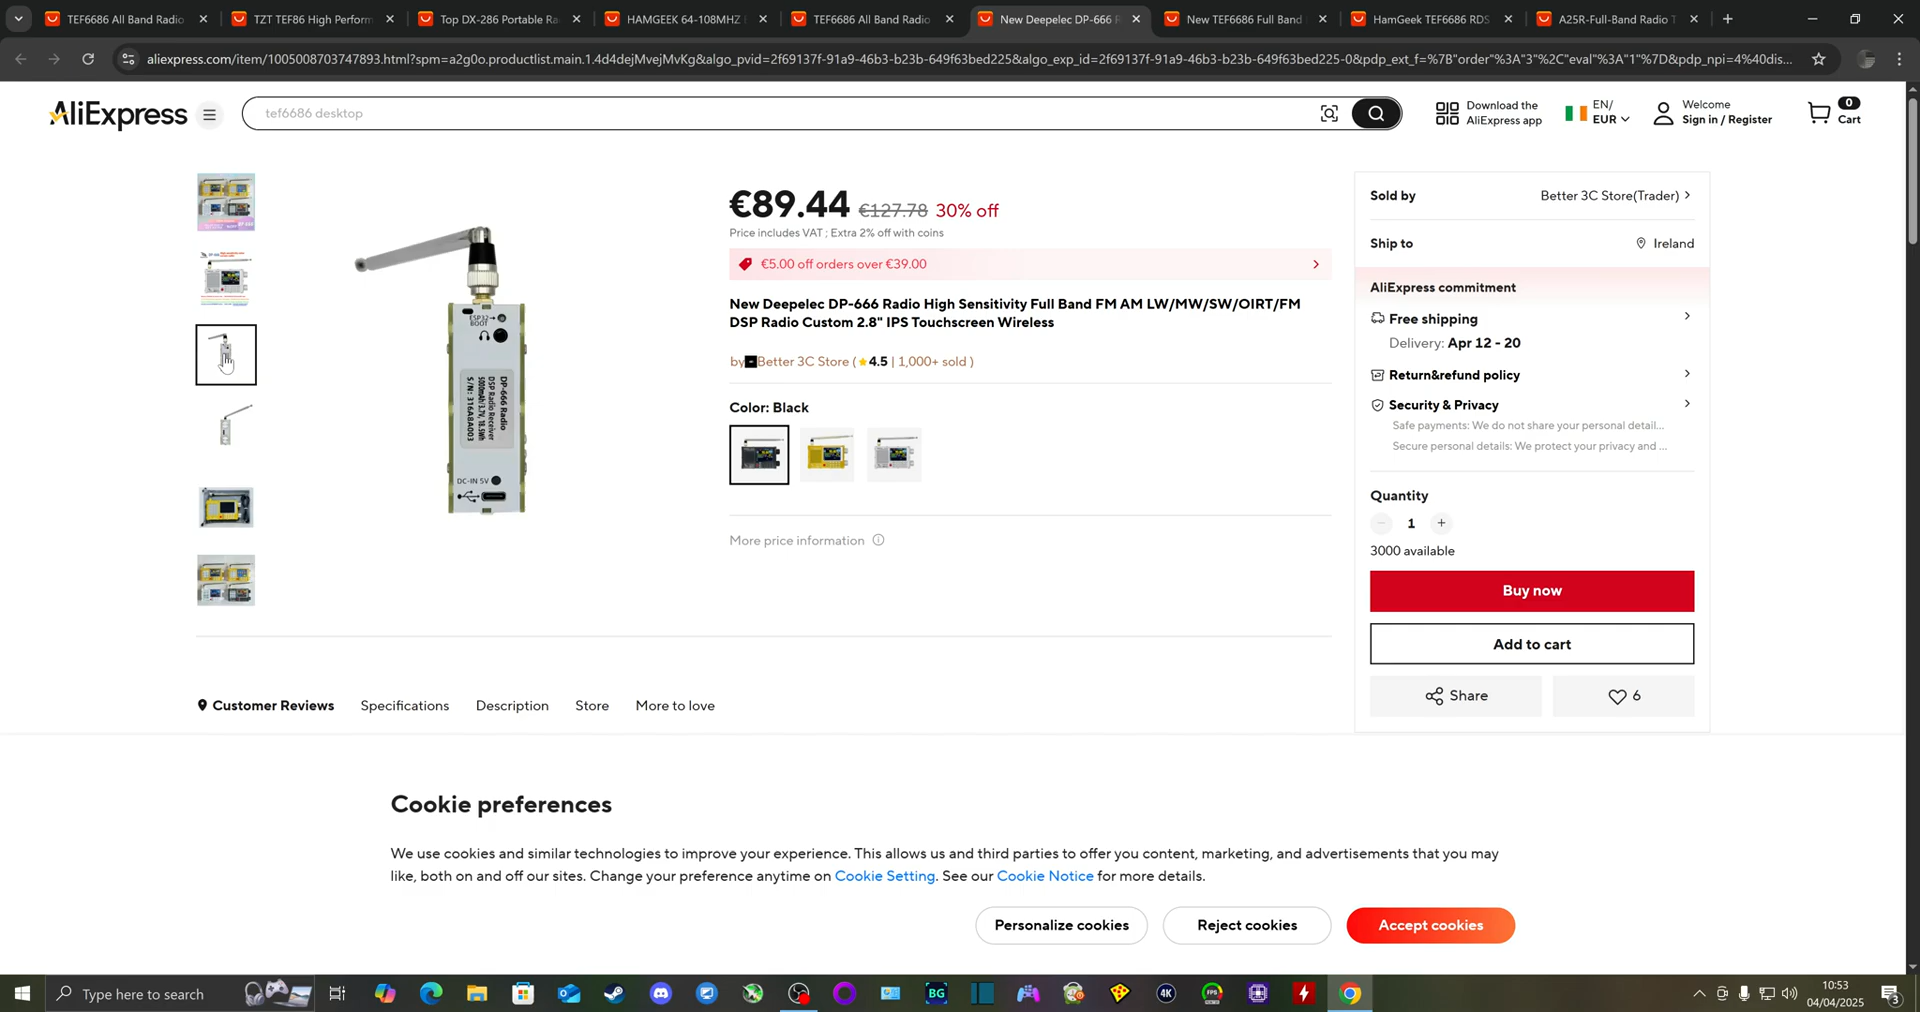 TEF6686 All Band Radio
TZT TEF86 High Perform
Top DX-286 Portable Ra
HAMGEEK 64-108MHZ
TEF6686 All Band Radio
New Deepelec DP-666 R
New TEF6686 Full Band
HamGeek TEF6686 RDS
A25R-Full-Band Radio T
aliexpress.com/item/1005008703747893.html?spm=a2g0o.productlist.main.1.4d4dejMvejMvKg&algo_pvid=2f69137f-91a9-46b3-b23b-649f63bed225&algo_exp_id=2f69137f-91a9-46b3-b23b-649f63bed225-0&pdp_ext_f=%7B"order"%3A"3"%2C"eval"%3A"1"%7D&pdp_npi=4%40dis...
AliExpress
tef6686 desktop
Download the
AliExpress app
EN/
EUR
Welcome
Sign in / Register
0
Cart
ESP32
BOOT
DP-666 Radio
DSP Radio Receiver
5000mAh/3.7V, 18.5Wh
S/N: 316A8A003
DC-IN 5V
€89.44 €127.78 30% off
Price includes VAT ; Extra 2% off with coins
€5.00 off orders over €39.00
New Deepelec DP-666 Radio High Sensitivity Full Band FM AM LW/MW/SW/OIRT/FM
DSP Radio Custom 2.8" IPS Touchscreen Wireless
by Better 3C Store ( 4.5 | 1,000+ sold )
Color: Black
More price information
Sold by Better 3C Store(Trader)
Ship to Ireland
AliExpress commitment
Free shipping
Delivery: Apr 12 - 20
Return&refund policy
Security & Privacy
Safe payments: We do not share your personal detail...
Secure personal details: We protect your privacy and ...
Quantity
1
3000 available
Buy now
Add to cart
Share
6
Customer Reviews Specifications Description Store More to love
Cookie preferences
We use cookies and similar technologies to improve your experience. This allows us and third parties to offer you content, marketing, and advertisements that you may
like, both on and off our sites. Change your preference anytime on Cookie Setting. See our Cookie Notice for more details.
Personalize cookies Reject cookies Accept cookies
Type here to search
BG
4K
FPS
10:53
04/04/2025
3